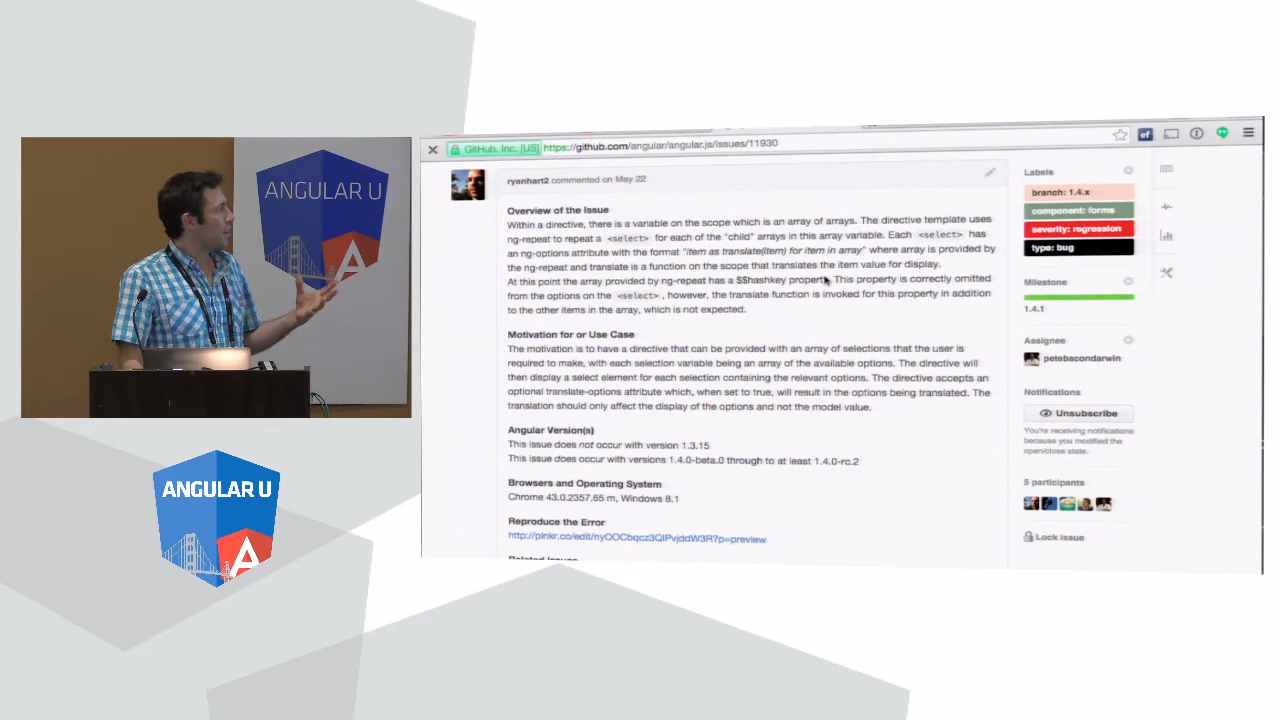 ANGULAR U
A
ANGULAR U
A
GitHub, Inc. [US] https://github.com/angular/angular.js/issues/11930
ef
ryanhart2 commented on May 22
Overview of the Issue
Within a directive, there is a variable on the scope which is an array of arrays. The directive template uses
ng-repeat to repeat a <select> for each of the "child" arrays in this array variable. Each <select> has
an ng-options attribute with the format "item as translate(item) for item in array" where array is provided by
the ng-repeat and translate is a function on the scope that translates the item value for display.
At this point the array provided by ng-repeat has a $$hashkey property. This property is correctly omitted
from the options on the <select>, however, the translate function is invoked for this property in addition
to the other items in the array, which is not expected.
Motivation for or Use Case
The motivation is to have a directive that can be provided with an array of selections that the user is
required to make, with each selection variable being an array of the available options. The directive will
then display a select element for each selection containing the relevant options. The directive accepts an
optional translate-options attribute which, when set to true, will result in the options being translated. The
translation should only affect the display of the options and not the model value.
Angular Version(s)
This issue does not occur with version 1.3.15
This issue does occur with versions 1.4.0-beta.0 through to at least 1.4.0-rc.2
Browsers and Operating System
Chrome 43.0.2357.65 m, Windows 8.1
Reproduce the Error
http://plnkr.co/edit/nyOOCbqcz3QIPvjddW3R?p=preview
Related Issues
Labels
branch: 1.4.x
component: forms
severity: regression
type: bug
Milestone
1.4.1
Assignee
petebacondarwin
Notifications
Unsubscribe
You're receiving notifications
because you modified the
open/close state.
5 participants
Lock issue